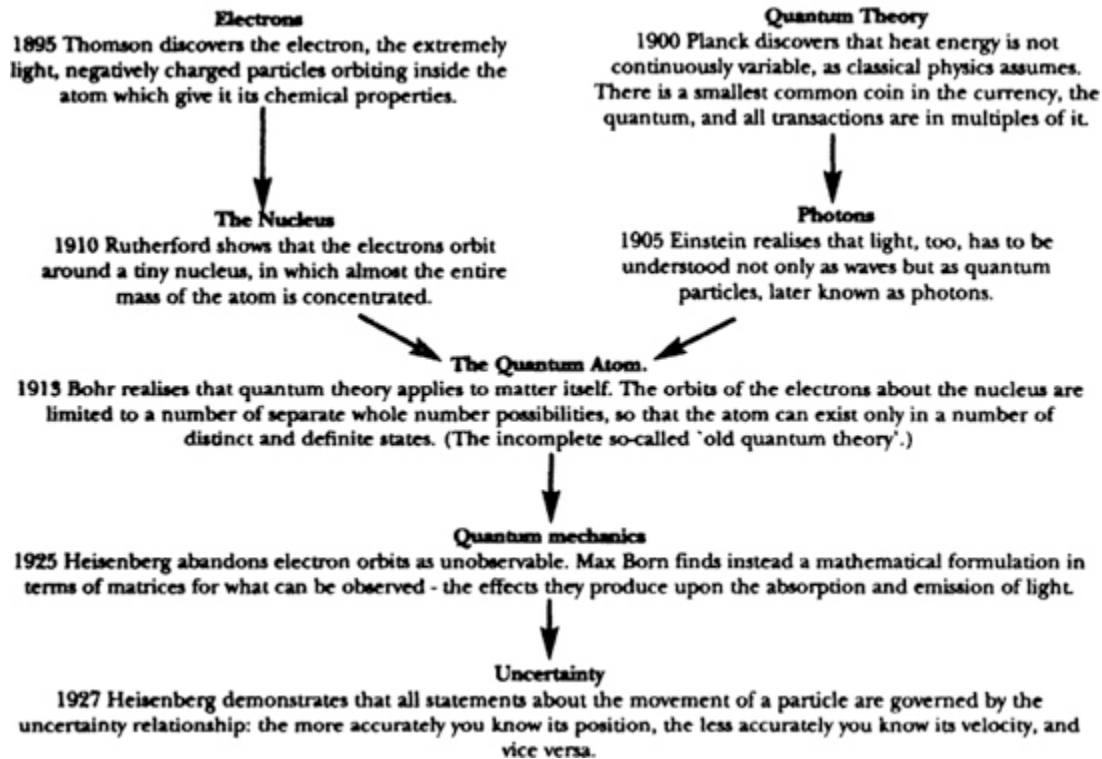 Electrons
1895 Thomson discovers the electron, the extremely
light, negatively charged particles orbiting inside the
atom which give it its chemical properties.
Quantum Theory
1900 Planck discovers that heat energy is not
continuously variable, as classical physics assumes.
There is a smallest common coin in the currency, the
quantum, and all transactions are in multiples of it.
The Nucleus
1910 Rutherford shows that the electrons orbit
around a tiny nucleus, in which almost the entire
mass of the atom is concentrated.
Photons
1905 Einstein realises that light, too, has to be
understood not only as waves but as quantum
particles, later known as photons.
The Quantum Atom.
1913 Bohr realises that quantum theory applies to matter itself. The orbits of the electrons about the nucleus are
limited to a number of separate whole number possibilities, so that the atom can exist only in a number of
distinct and definite states. (The incomplete so-called `old quantum theory'.)
Quantum mechanics
1925 Heisenberg abandons electron orbits as unobservable. Max Born finds instead a mathematical formulation in
terms of matrices for what can be observed - the effects they produce upon the absorption and emission of light.
Uncertainty
1927 Heisenberg demonstrates that all statements about the movement of a particle are governed by the
uncertainty relationship: the more accurately you know its position, the less accurately you know its velocity, and
vice versa.